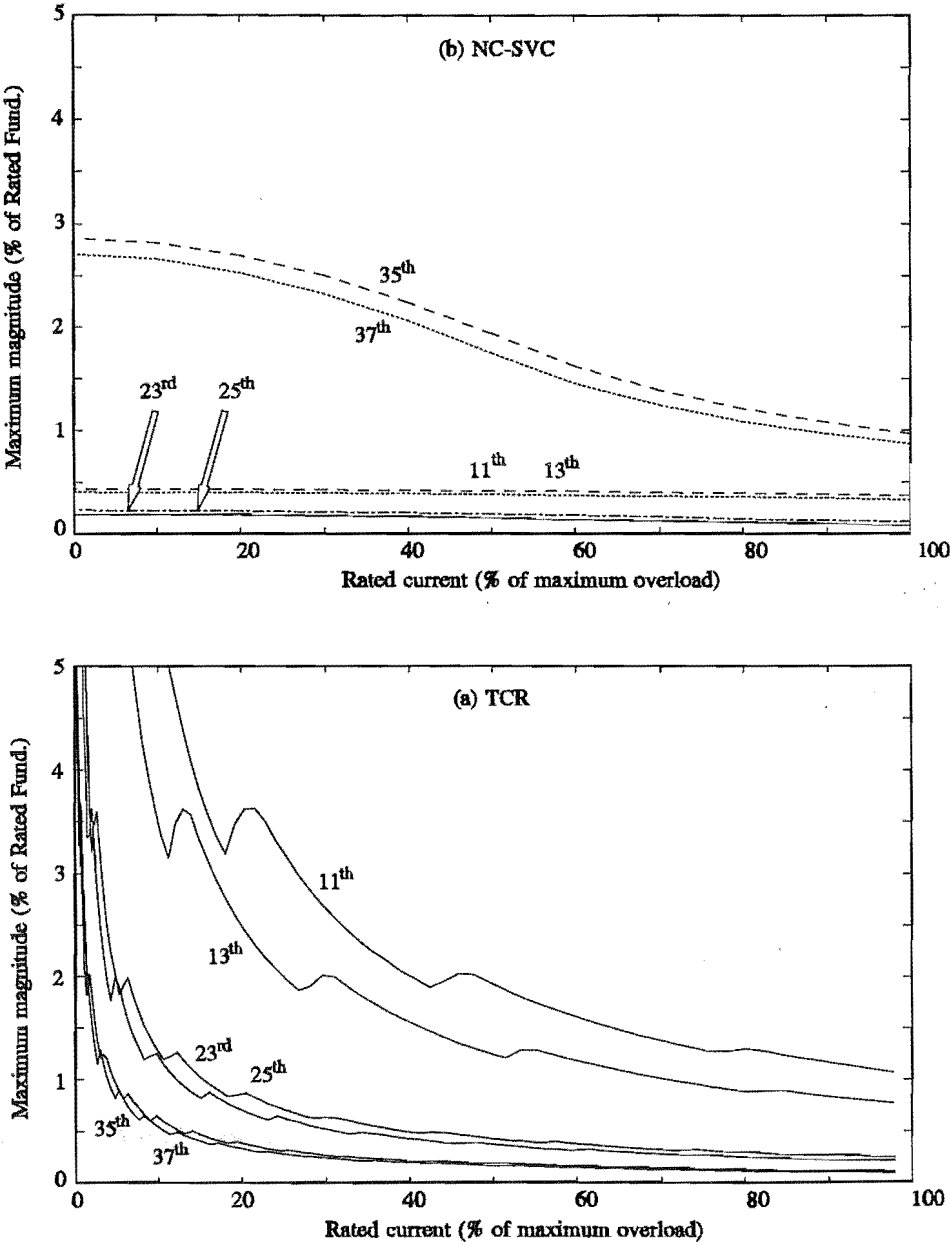 (b) NC-SVC
Maximum magnitude (% of Rated Fund.)
5
4
3
2
1
0
35th
37th
23rd
25th
11th
13th
0
20
40
60
80
100
Rated current (% of maximum overload)
(a) TCR
Maximum magnitude (% of Rated Fund.)
5
4
3
2
1
0
11th
13th
23rd
25th
35th
37th
0
20
40
60
80
100
Rated current (% of maximum overload)